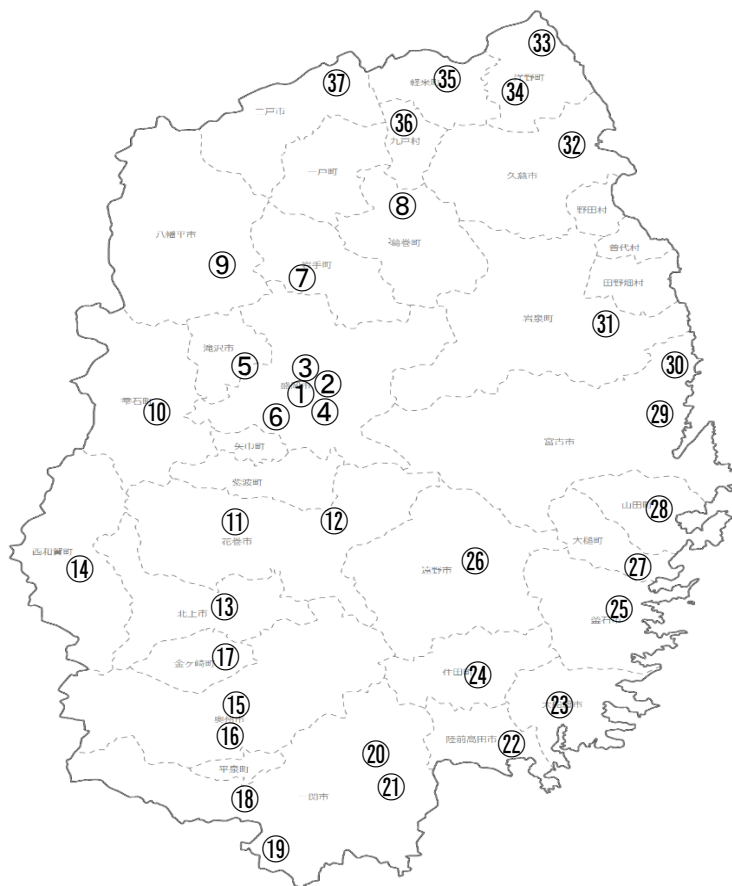 ㉝
㉟
軽米町
洋野町
㊲
㉞
二戸市
㊱
九戸村
㉜
一戸町
久慈市
⑧
野田村
八幡平市
葛巻町
普代村
⑨
岩手町
⑦
田野畑村
岩泉町
㉛
滝沢市
⑤
③
㉚
盛岡市
②
①
雫石町
⑩
⑥
④
㉙
矢巾町
宮古市
紫波町
山田町
㉘
⑪
⑫
花巻市
大槌町
西和賀町
⑭
㉖
遠野市
㉗
北上市
⑬
㉕
釜石市
金ケ崎町
⑰
住田町
㉔
⑮
奥州市
㉓
大船渡市
⑯
陸前高田市
㉒
⑳
平泉町
㉑
⑱
一関市
⑲